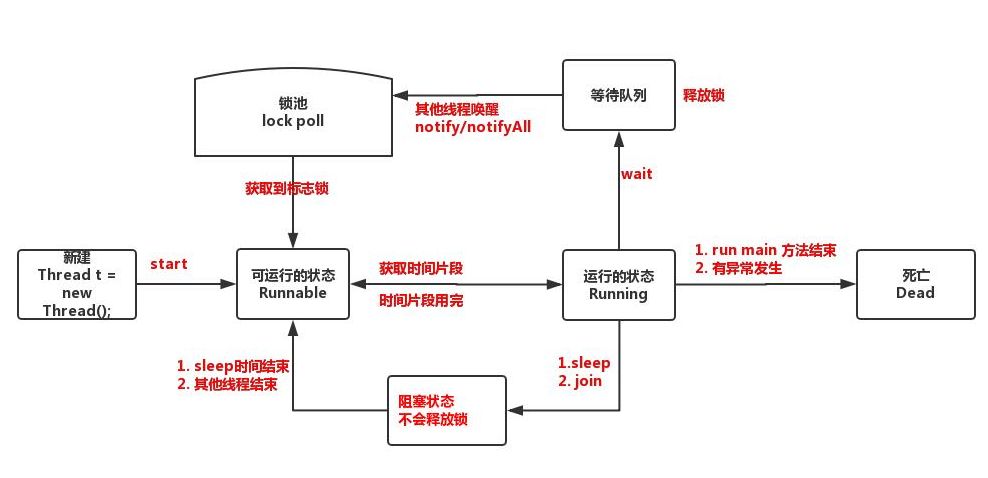 锁池
lock poll
等待队列
释放锁
其他线程唤醒
notify/notifyAll
wait
获取到标志锁
新建
Thread t =
new
Thread();
start
可运行的状态
Runnable
获取时间片段
时间片段用完
运行的状态
Running
1. run main 方法结束
2. 有异常发生
死亡
Dead
1. sleep时间结束
2. 其他线程结束
阻塞状态
不会释放锁
1.sleep
2. join